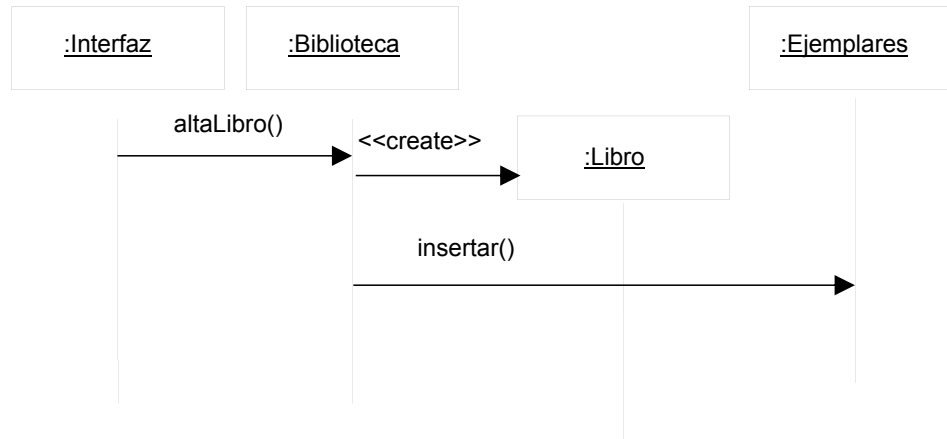 :Interfaz
:Biblioteca
:Ejemplares
altaLibro()
<<create>>
:Libro
insertar()